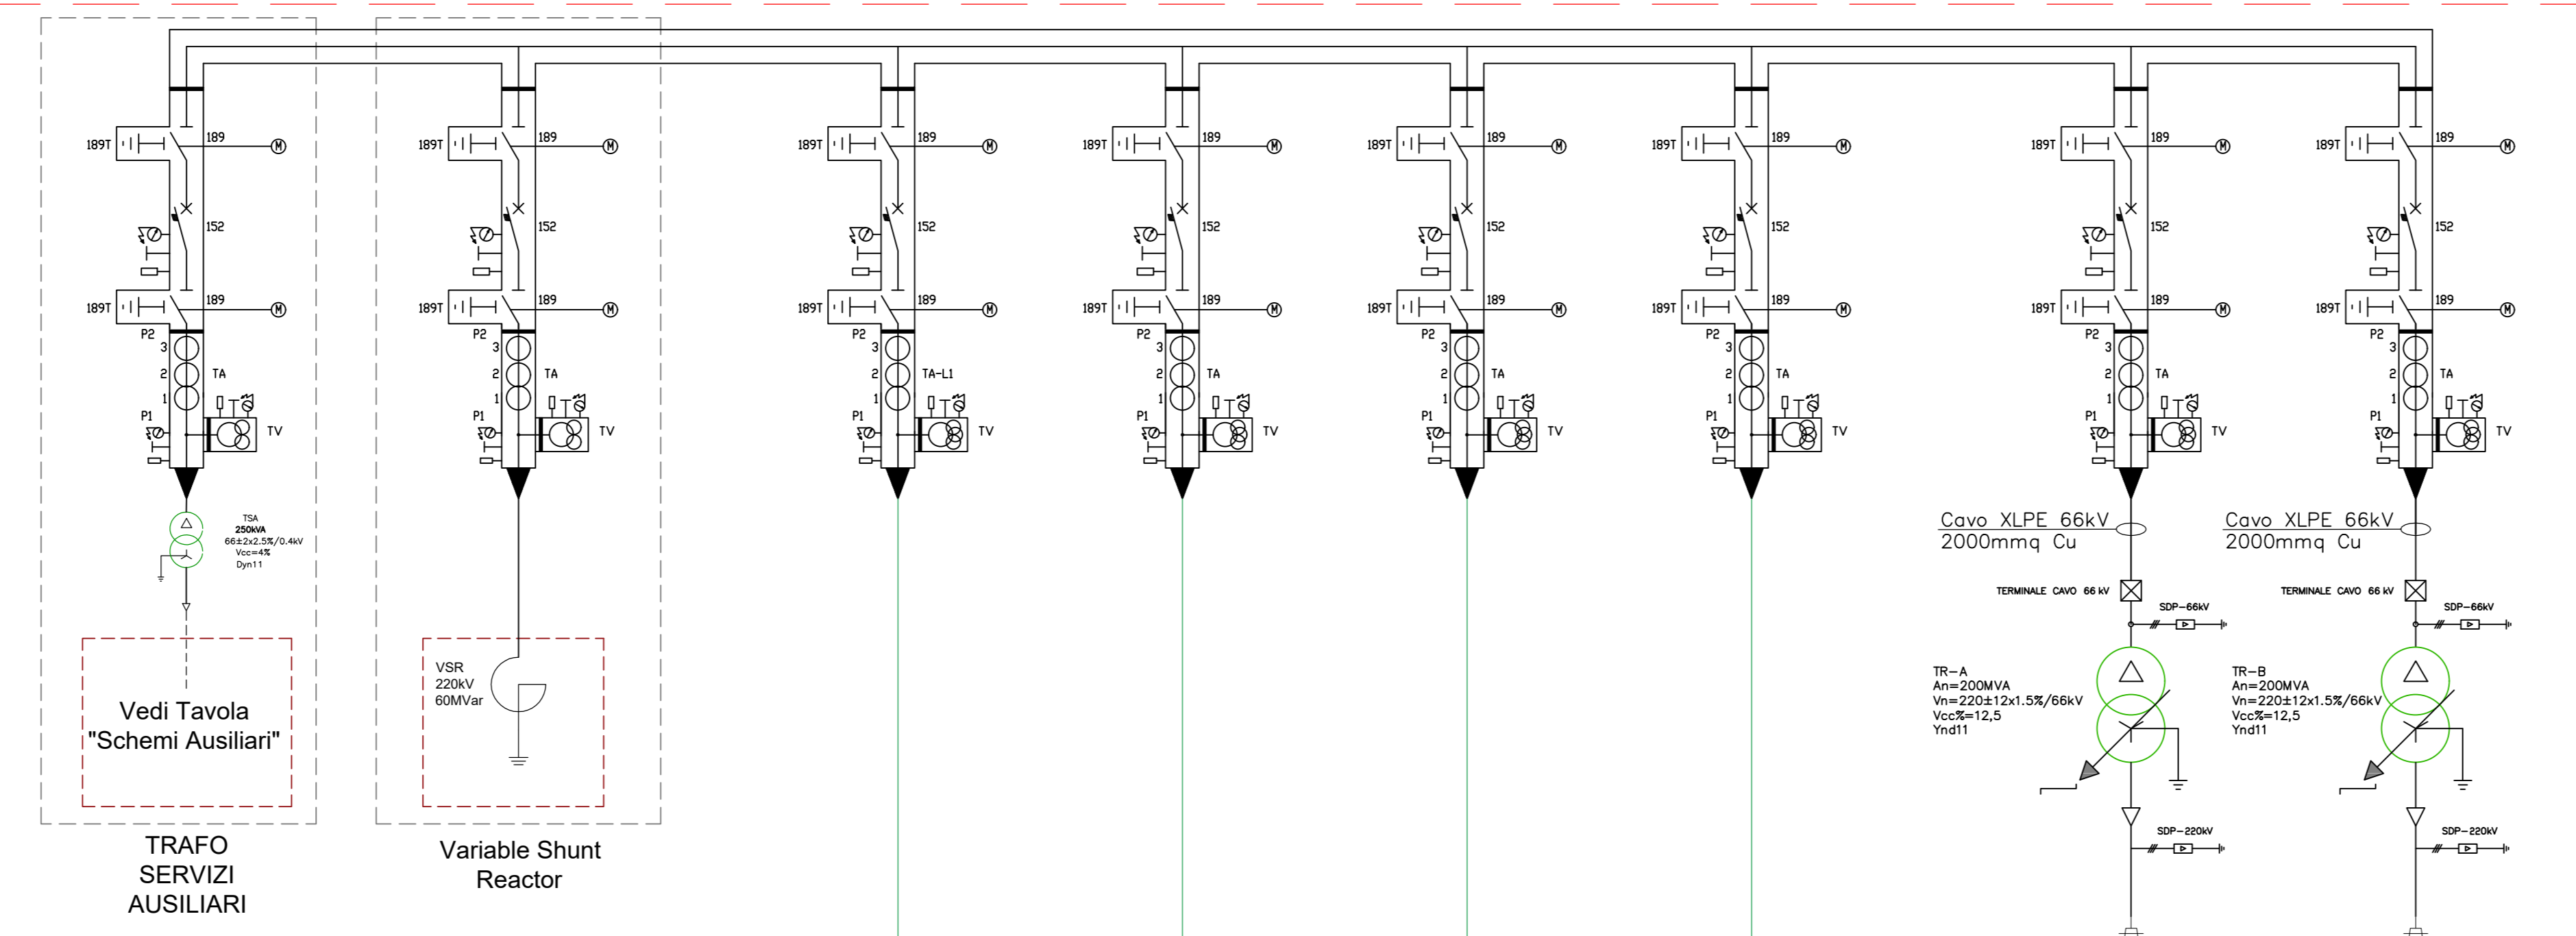 189T 189 M
189T 189 M
189T 189 M
189T 189 M
189T 189 M
189T 189 M
189T 189 M
189T 189 M
152
152
152
152
152
152
152
152
189T 189 M
189T 189 M
189T 189 M
189T 189 M
189T 189 M
189T 189 M
189T 189 M
189T 189 M
P2
3
2 TA
1
P1
TV
P2
3
2 TA
1
P1
TV
P2
3
2 TA-L1
1
P1
TV
P2
3
2 TA
1
P1
TV
P2
3
2 TA
1
P1
TV
P2
3
2 TA
1
P1
TV
P2
3
2 TA
1
P1
TV
P2
3
2 TA
1
P1
TV
TSA
250kVA
66±2x2.5%/0.4kV
Vcc=4%
Dyn11
Vedi Tavola
"Schemi Ausiliari"
TRAFO
SERVIZI
AUSILIARI
VSR
220kV
60MVar
Variable Shunt
Reactor
Cavo XLPE 66kV
2000mmq Cu
TERMINALE CAVO 66 kV
SDP-66kV
TR-A
An=200MVA
Vn=220±12x1.5%/66kV
Vcc%=12,5
Ynd11
SDP-220kV
Cavo XLPE 66kV
2000mmq Cu
TERMINALE CAVO 66 kV
SDP-66kV
TR-B
An=200MVA
Vn=220±12x1.5%/66kV
Vcc%=12,5
Ynd11
SDP-220kV